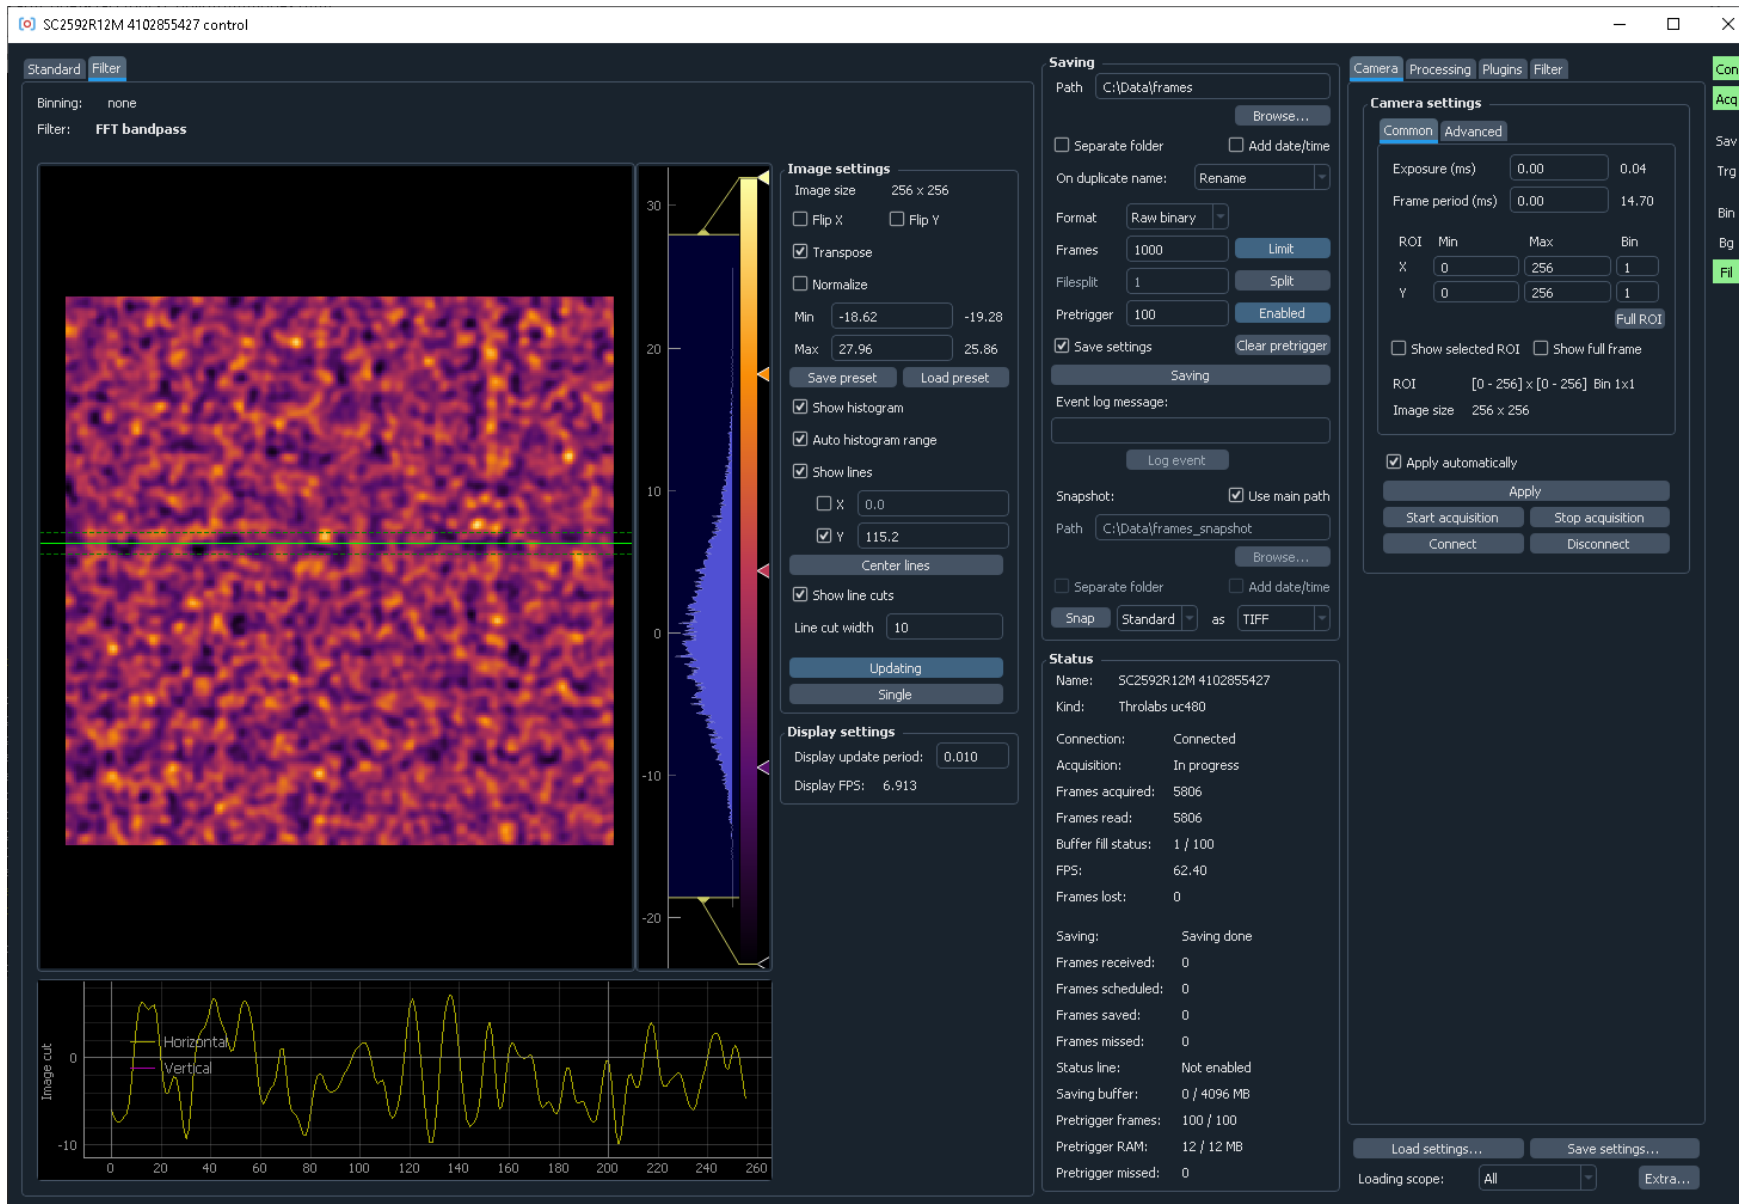 SC2592R12M 4102855427 control
Standard Filter
Binning: none
Filter: FFT bandpass
30
20
10
0
-10
-20
Image settings
Image size 256 x 256
Flip X Flip Y
Transpose
Normalize
Min -18.62 -19.28
Max 27.96 25.86
Save preset Load preset
Show histogram
Auto histogram range
Show lines
X 0.0
Y 115.2
Center lines
Show line cuts
Line cut width 10
Updating
Single
Display settings
Display update period: 0.010
Display FPS: 6.913
Image cut
0
-10
Horizontal
Vertical
0 20 40 60 80 100 120 140 160 180 200 220 240 260
Saving
Path C:\Data\frames
Browse...
Separate folder Add date/time
On duplicate name: Rename
Format Raw binary
Frames 1000 Limit
Filesplit 1 Split
Pretrigger 100 Enabled
Save settings Clear pretrigger
Saving
Event log message:
Log event
Snapshot: Use main path
Path C:\Data\frames_snapshot
Browse...
Separate folder Add date/time
Snap Standard as TIFF
Status
Name: SC2592R12M 4102855427
Kind: Throlabs uc480
Connection: Connected
Acquisition: In progress
Frames acquired: 5806
Frames read: 5806
Buffer fill status: 1 / 100
FPS: 62.40
Frames lost: 0
Saving: Saving done
Frames received: 0
Frames scheduled: 0
Frames saved: 0
Frames missed: 0
Status line: Not enabled
Saving buffer: 0 / 4096 MB
Pretrigger frames: 100 / 100
Pretrigger RAM: 12 / 12 MB
Pretrigger missed: 0
Camera Processing Plugins Filter
Camera settings
Common Advanced
Exposure (ms) 0.00 0.04
Frame period (ms) 0.00 14.70
ROI Min Max Bin
X 0 256 1
Y 0 256 1
Full ROI
Show selected ROI Show full frame
ROI [0 - 256] x [0 - 256] Bin 1x1
Image size 256 x 256
Apply automatically
Apply
Start acquisition Stop acquisition
Connect Disconnect
Load settings... Save settings...
Loading scope: All Extra...
Con
Acq
Sav
Trg
Bin
Bg
Fil